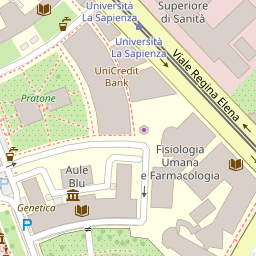 Università
La Sapienza
Superiore
di Sanità
Università
La Sapienza
UniCredit
Bank
Viale Regina Elena
Pratone
Fisiologia
Umana
e Farmacologia
Aule
Blu
Genetica
P